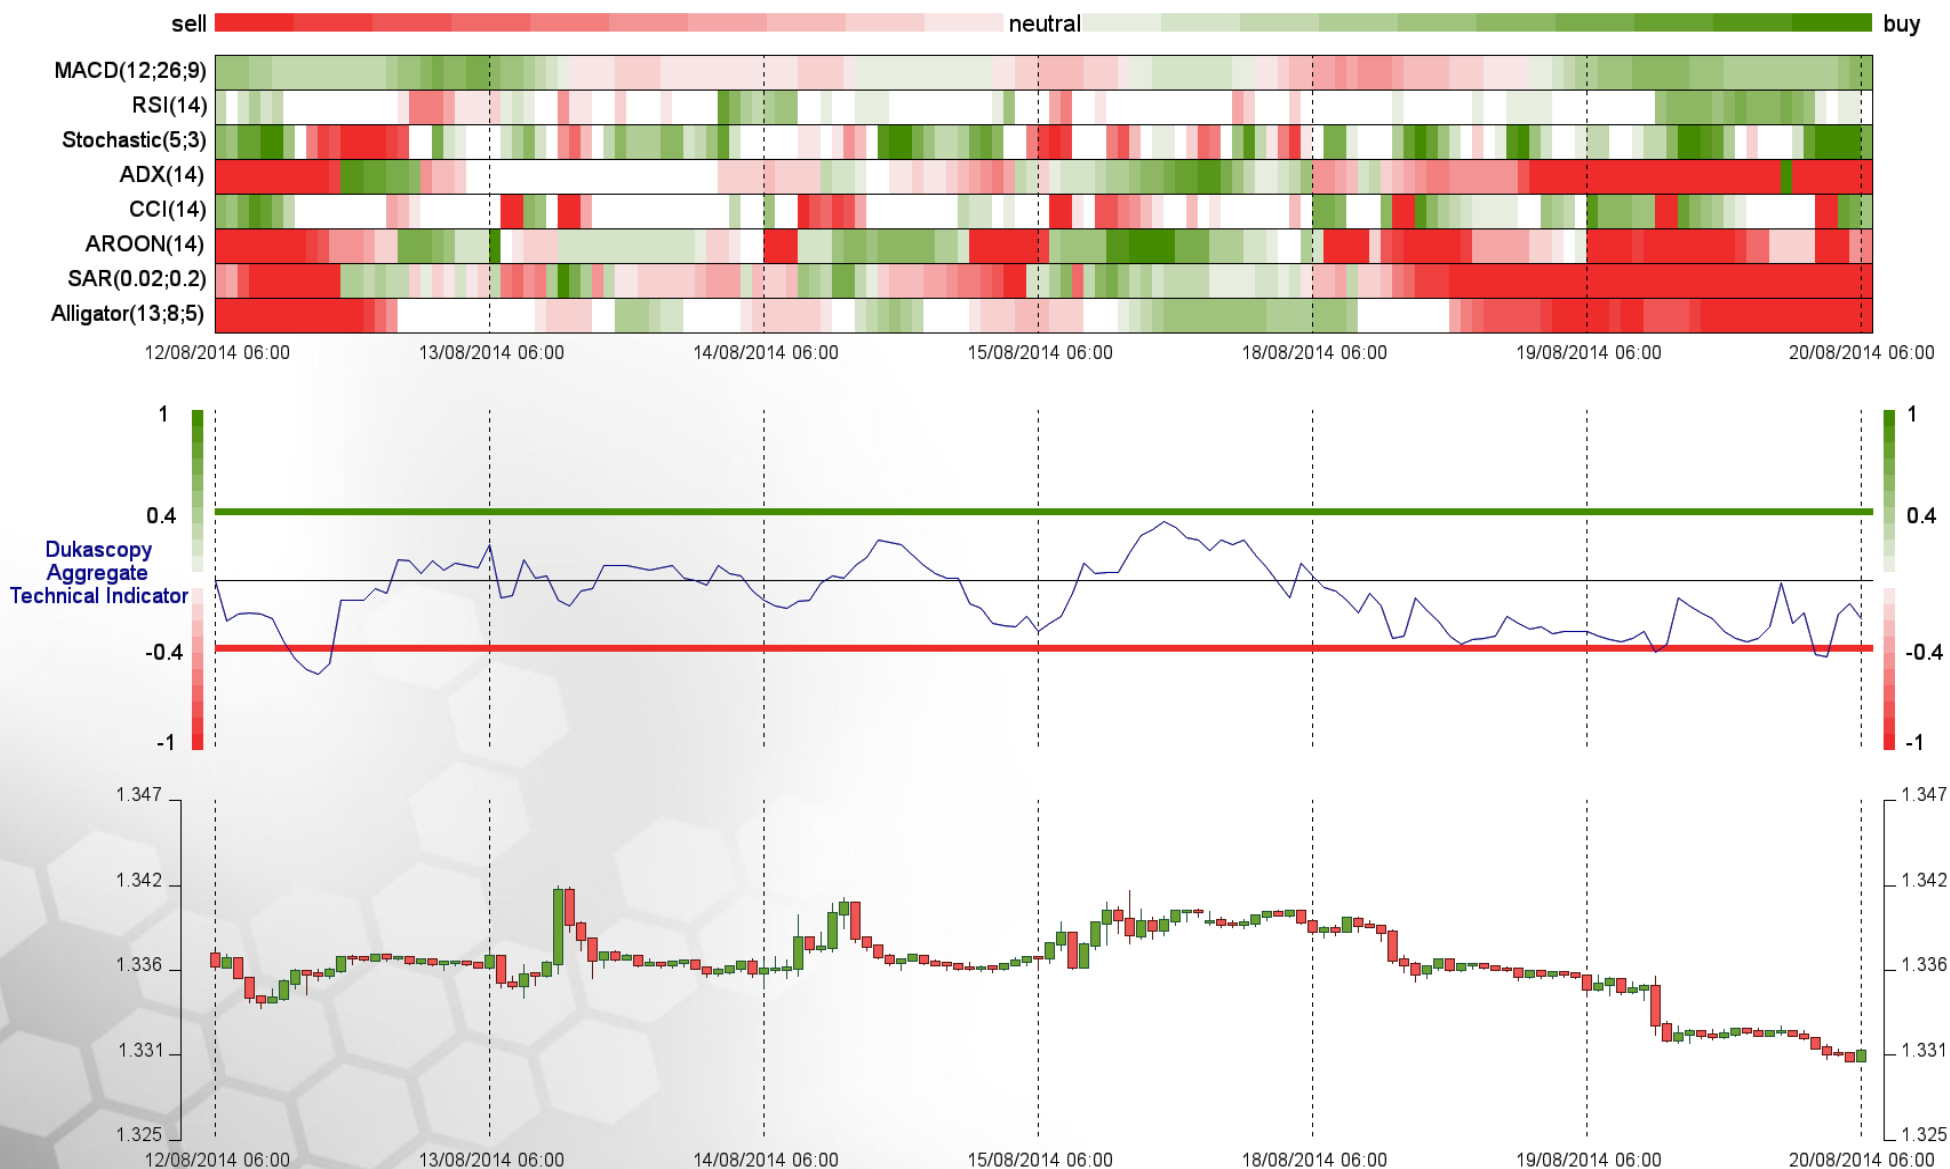 sell neutral buy
MACD(12;26;9)
RSI(14)
Stochastic(5;3)
ADX(14)
CCI(14)
AROON(14)
SAR(0.02;0.2)
Alligator(13;8;5)
12/08/2014 06:00 13/08/2014 06:00 14/08/2014 06:00 15/08/2014 06:00 18/08/2014 06:00 19/08/2014 06:00 20/08/2014 06:00
1 1
0.4 0.4
Dukascopy
Aggregate
Technical Indicator
-0.4 -0.4
-1 -1
1.347 1.347
1.342 1.342
1.336 1.336
1.331 1.331
1.325 1.325
12/08/2014 06:00 13/08/2014 06:00 14/08/2014 06:00 15/08/2014 06:00 18/08/2014 06:00 19/08/2014 06:00 20/08/2014 06:00